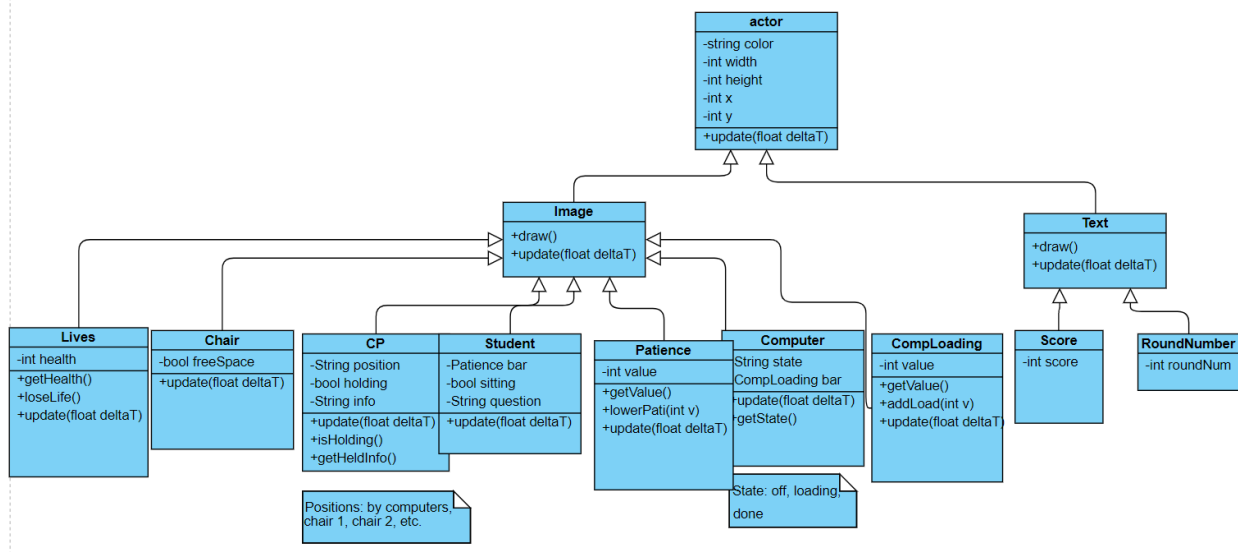 actor
-string color
-int width
-int height
-int x
-int y
+update(float deltaT)
Image
+draw()
+update(float deltaT)
Text
+draw()
+update(float deltaT)
Lives
-int health
+getHealth()
+loseLife()
+update(float deltaT)
Chair
-bool freeSpace
+update(float deltaT)
CP
-String position
-bool holding
-String info
+update(float deltaT)
+isHolding()
+getHeldInfo()
Student
-Patience bar
-bool sitting
-String question
+update(float deltaT)
Patience
-int value
+getValue()
+lowerPati(int v)
+update(float deltaT)
Computer
String state
CompLoading bar
+update(float deltaT)
+getState()
CompLoading
-int value
+getValue()
+addLoad(int v)
+update(float deltaT)
Score
-int score
RoundNumber
-int roundNum
Positions: by computers,
chair 1, chair 2, etc.
State: off, loading,
done